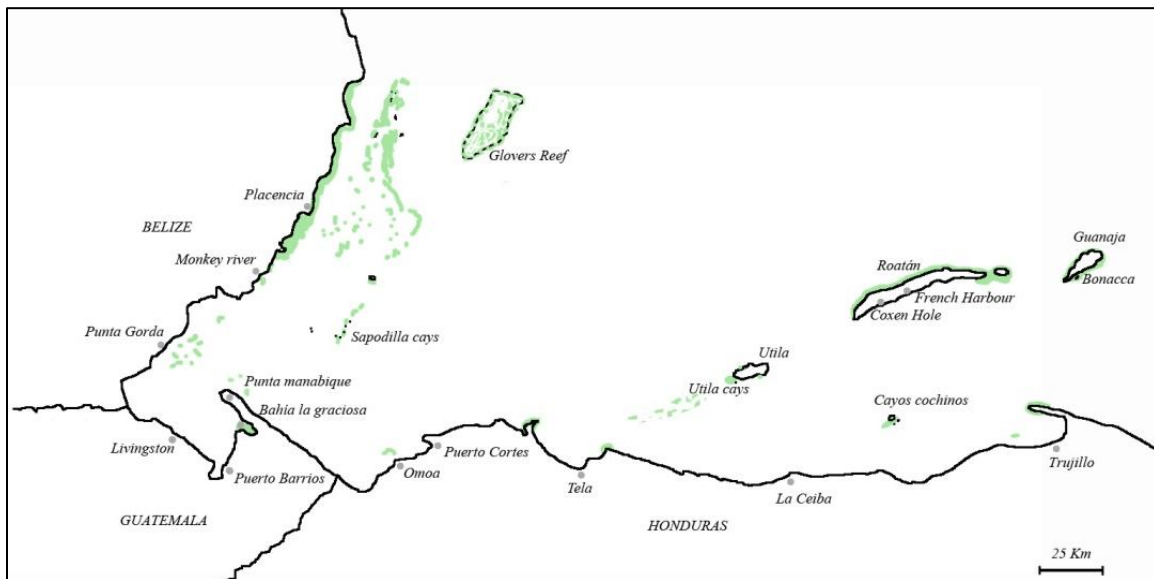 Glovers Reef
Placencia
BELIZE
Guanaja
Monkey river
Roatán
Bonacca
French Harbour
Coxen Hole
Punta Gorda
Sapodilla cays
Utila
Punta manabique
Utila cays
Cayos cochinos
Bahía la graciosa
Livingston
Puerto Cortes
Trujillo
Omoa
Puerto Barrios
Tela
La Ceiba
GUATEMALA
HONDURAS
25 Km